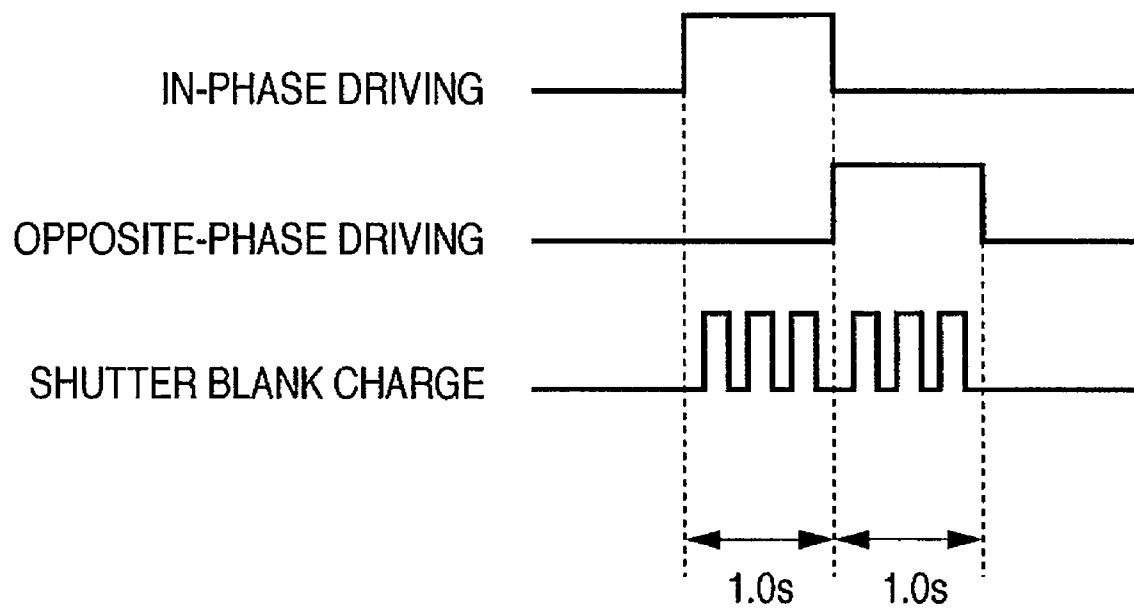 IN-PHASE DRIVING
OPPOSITE-PHASE DRIVING
SHUTTER BLANK CHARGE
1.0s 1.0s